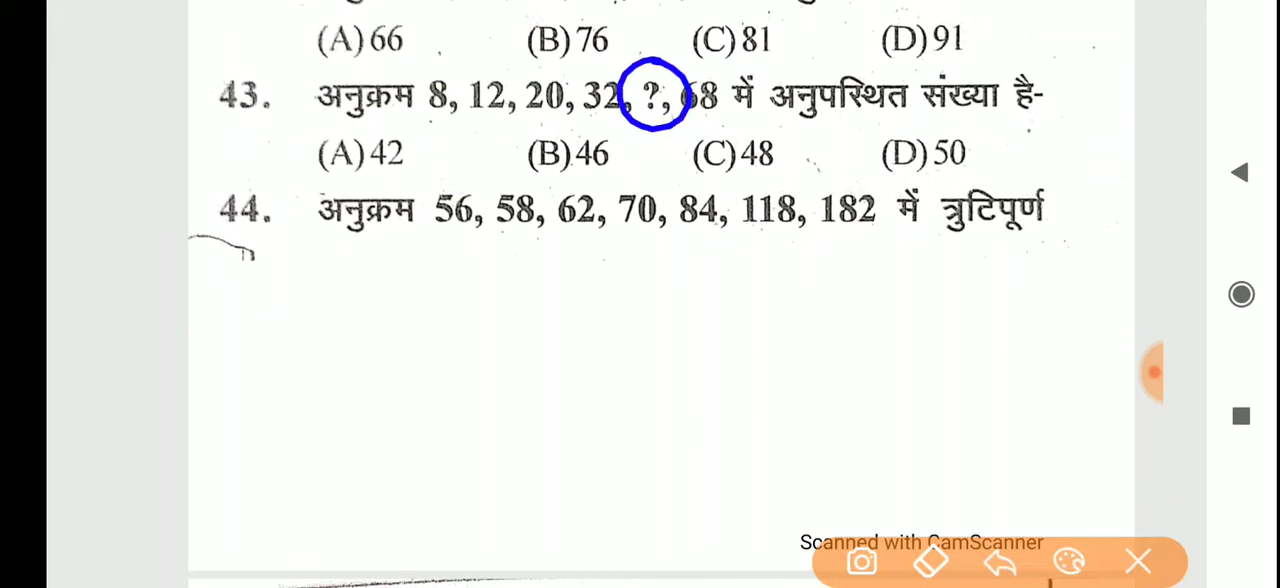 (A) 66 (B) 76 (C) 81 (D) 91
43. अनुक्रम 8, 12, 20, 32, ?, 68 में अनुपस्थित संख्या है-
(A) 42 (B) 46 (C) 48 (D) 50
44. अनुक्रम 56, 58, 62, 70, 84, 118, 182 में त्रुटिपूर्ण
Scanned with CamScanner